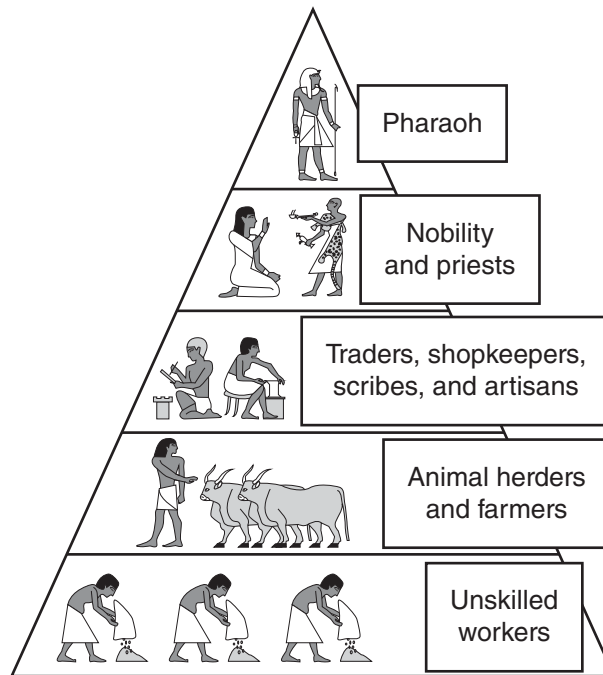 Pharaoh
Nobility
and priests
Traders, shopkeepers,
scribes, and artisans
Animal herders
and farmers
Unskilled
workers